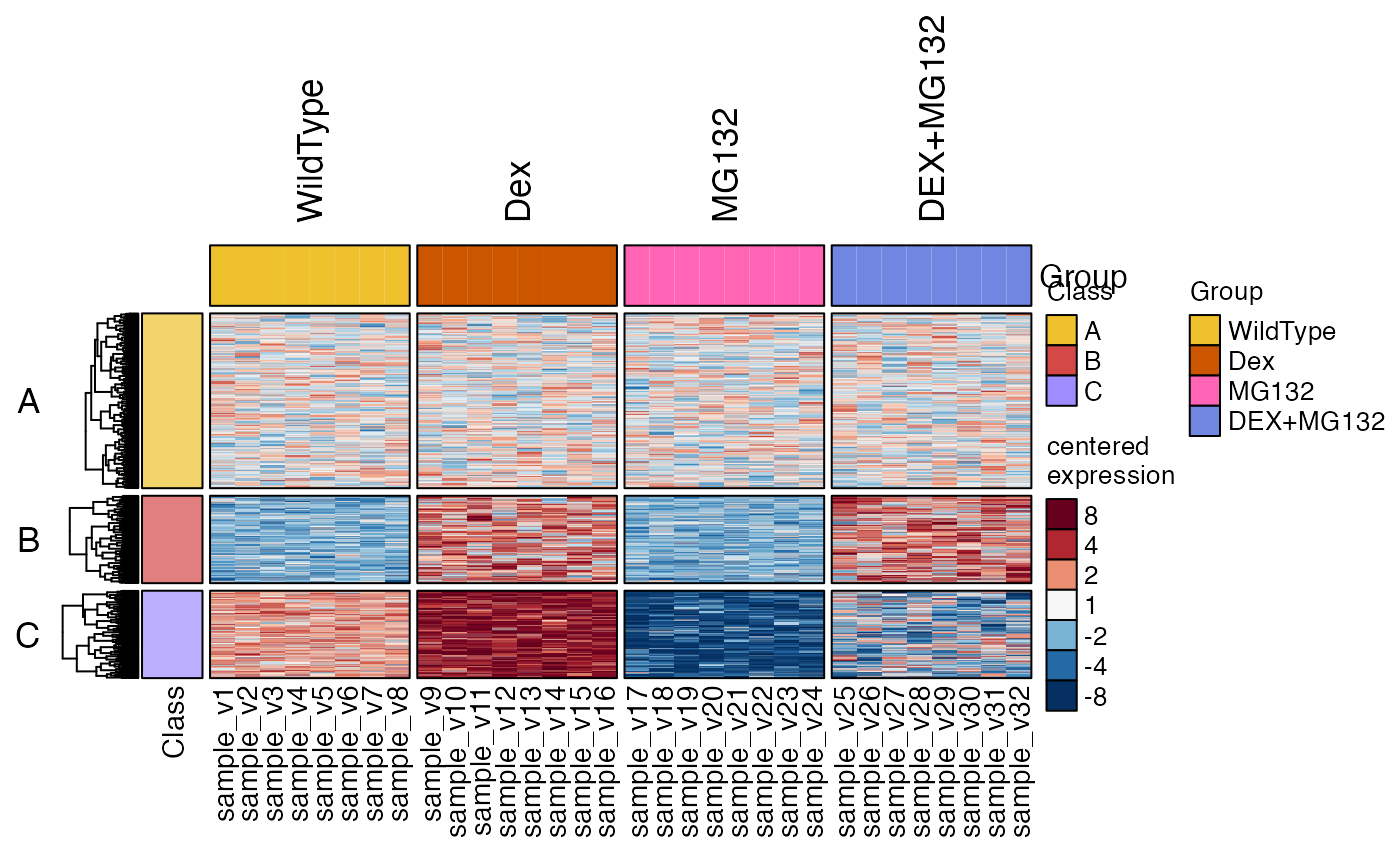 WildType
Dex
MG132
DEX+MG132
Group
Class
A
B
C
Group
WildType
Dex
MG132
DEX+MG132
centered
expression
8
4
2
1
-2
-4
-8
A
B
C
Class
sample_v1
sample_v2
sample_v3
sample_v4
sample_v5
sample_v6
sample_v7
sample_v8
sample_v9
sample_v10
sample_v11
sample_v12
sample_v13
sample_v14
sample_v15
sample_v16
sample_v17
sample_v18
sample_v19
sample_v20
sample_v21
sample_v22
sample_v23
sample_v24
sample_v25
sample_v26
sample_v27
sample_v28
sample_v29
sample_v30
sample_v31
sample_v32